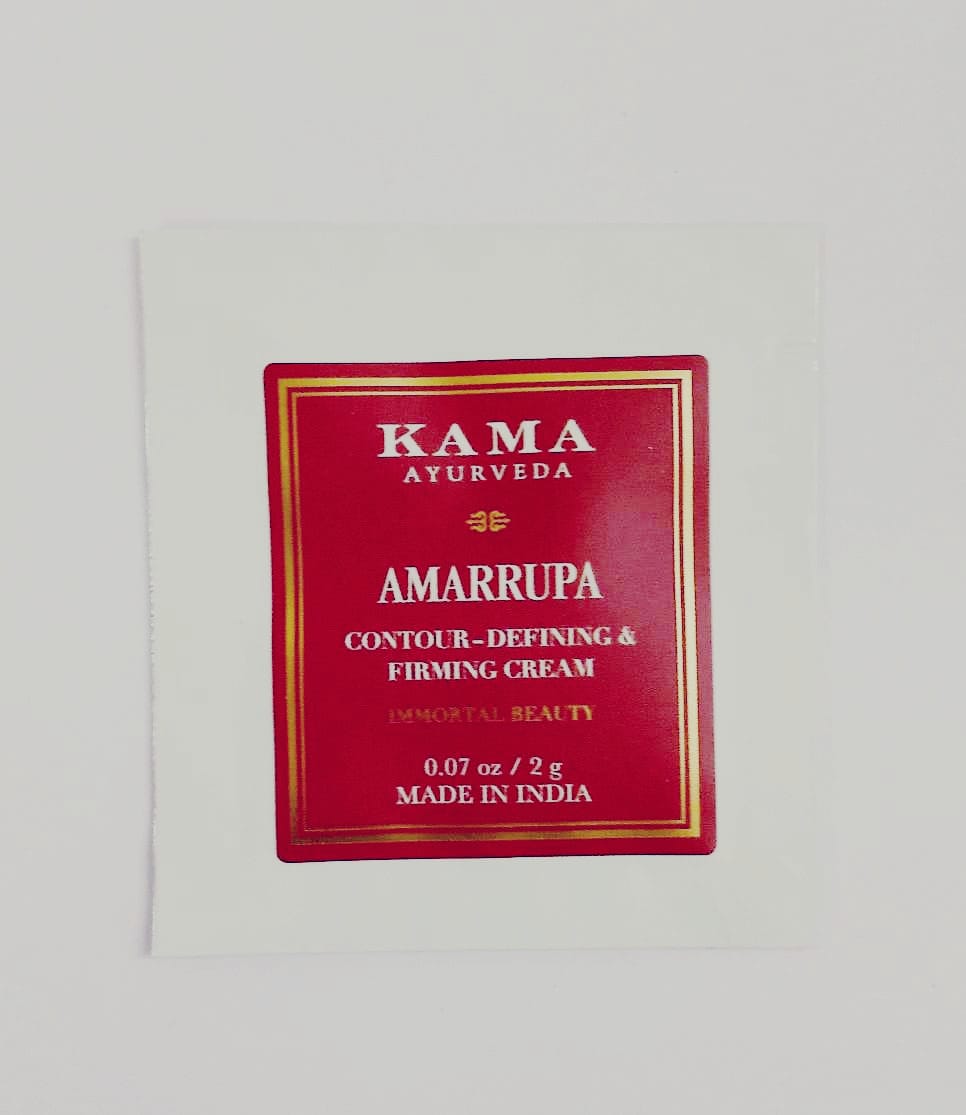 KAMA
AYURVEDA
AMARRUPA
CONTOUR-DEFINING &
FIRMING CREAM
IMMORTAL BEAUTY
0.07 oz / 2 g
MADE IN INDIA